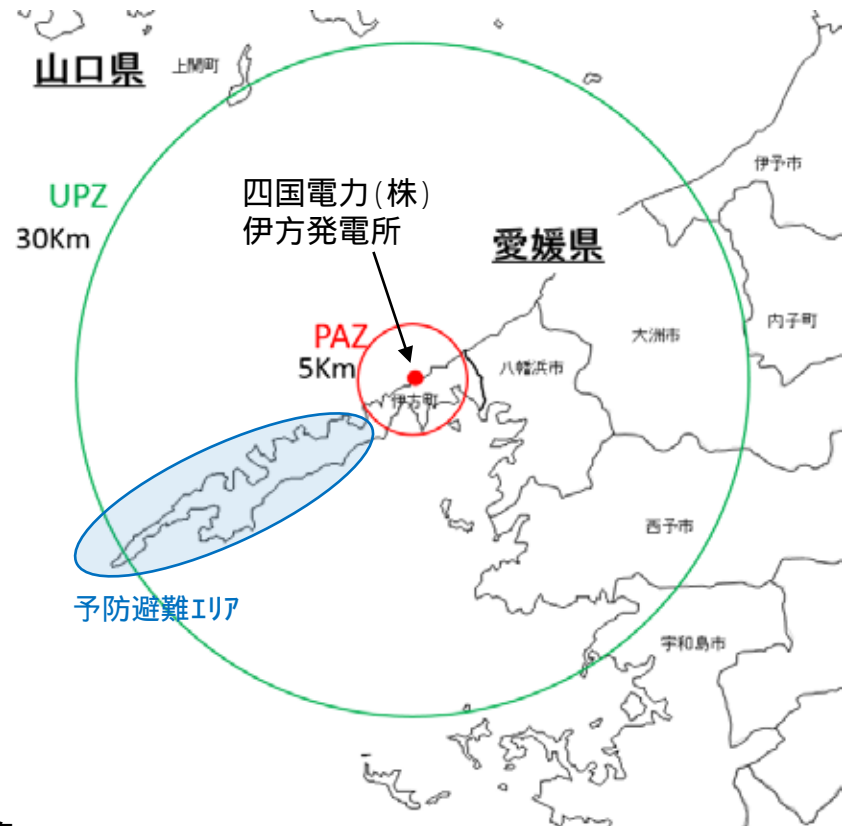 山口県
上関町
伊予市
UPZ
30Km
四国電力(株)
伊方発電所
愛媛県
PAZ
5Km
大洲市
内子町
八幡浜市
伊方町
西子市
予防避難エリア
宇和島市